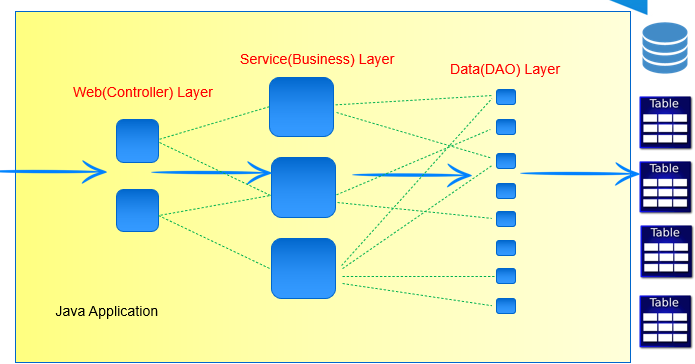 Service(Business) Layer
Data(DAO) Layer
Web(Controller) Layer
Table
Table
Table
Table
Java Application